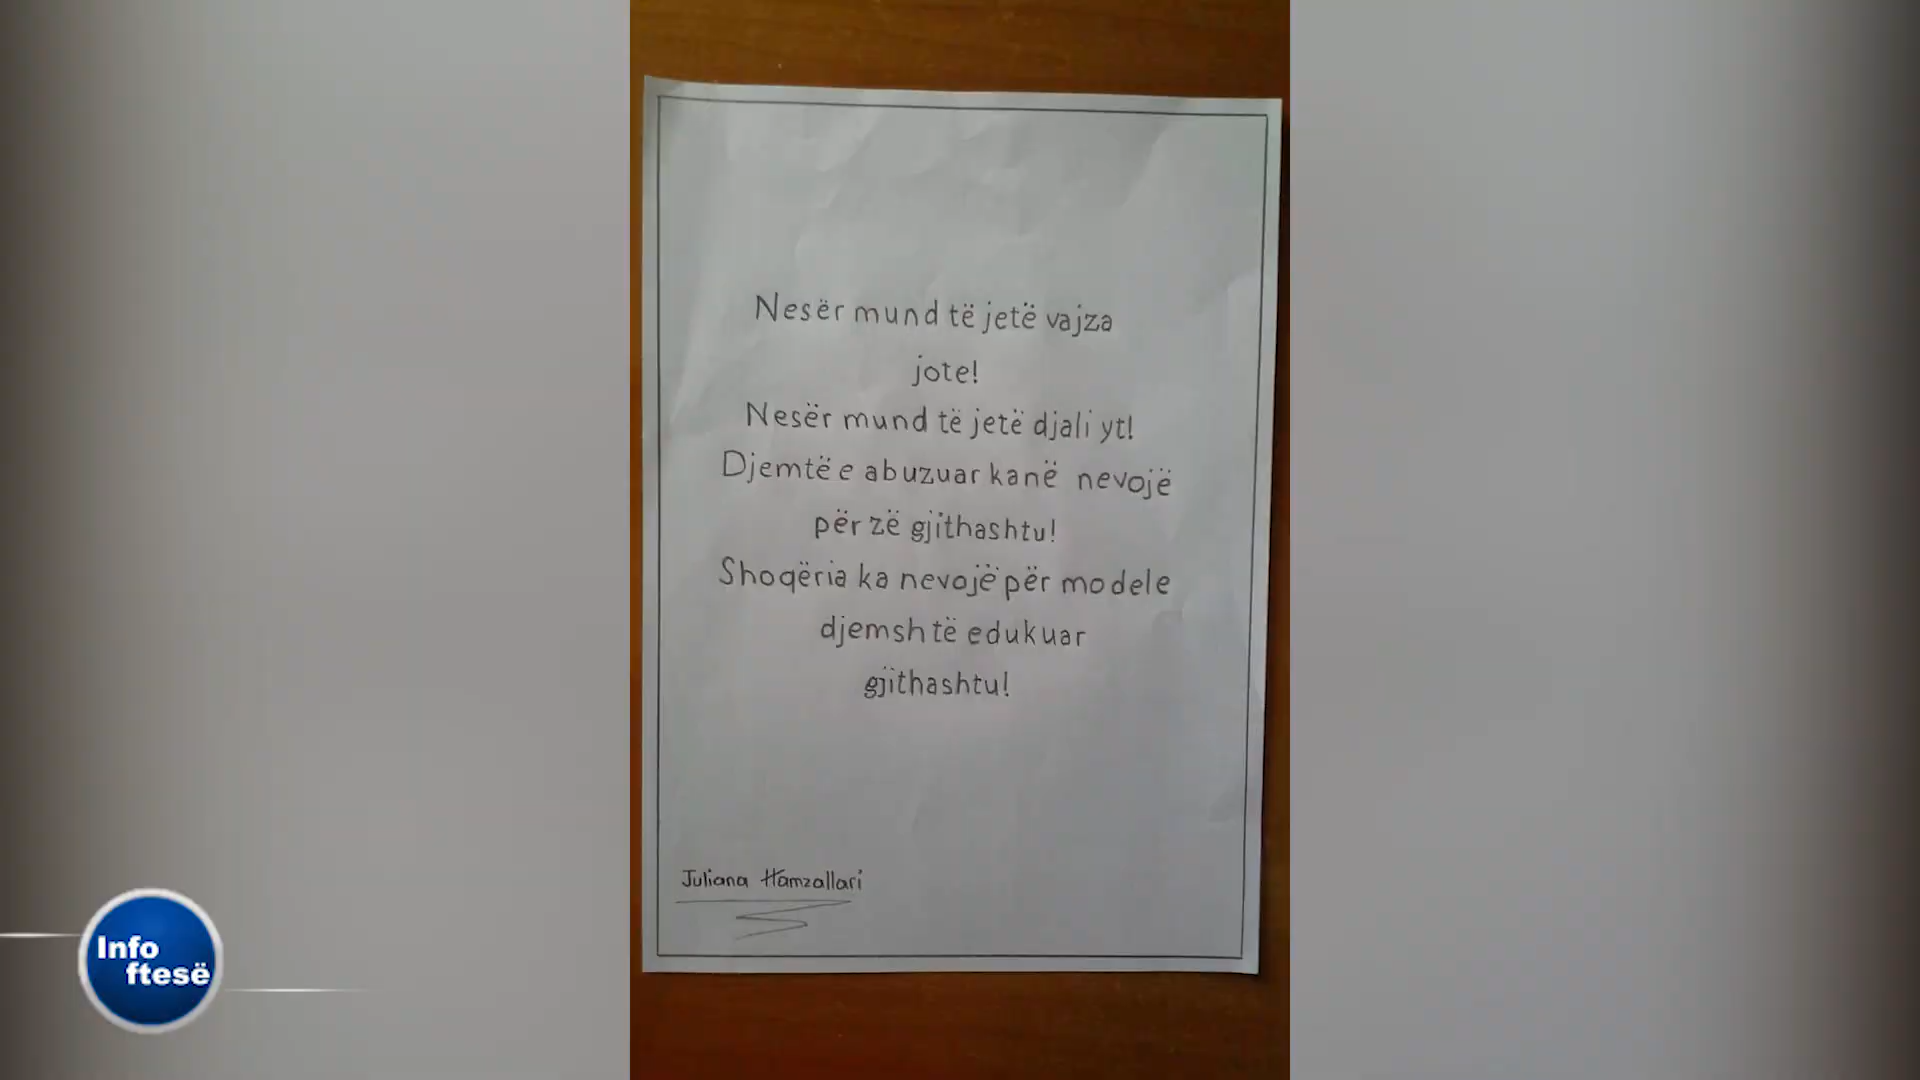 Nesër mund të jetë vajza
jote!
Nesër mund të jetë djali yt!
Djemtë e abuzuar kanë nevojë
për zë gjithashtu!
Shoqëria ka nevojë për modele
djemsh të edukuar
gjithashtu!
Juliana Hamzallari
Info
ftesë